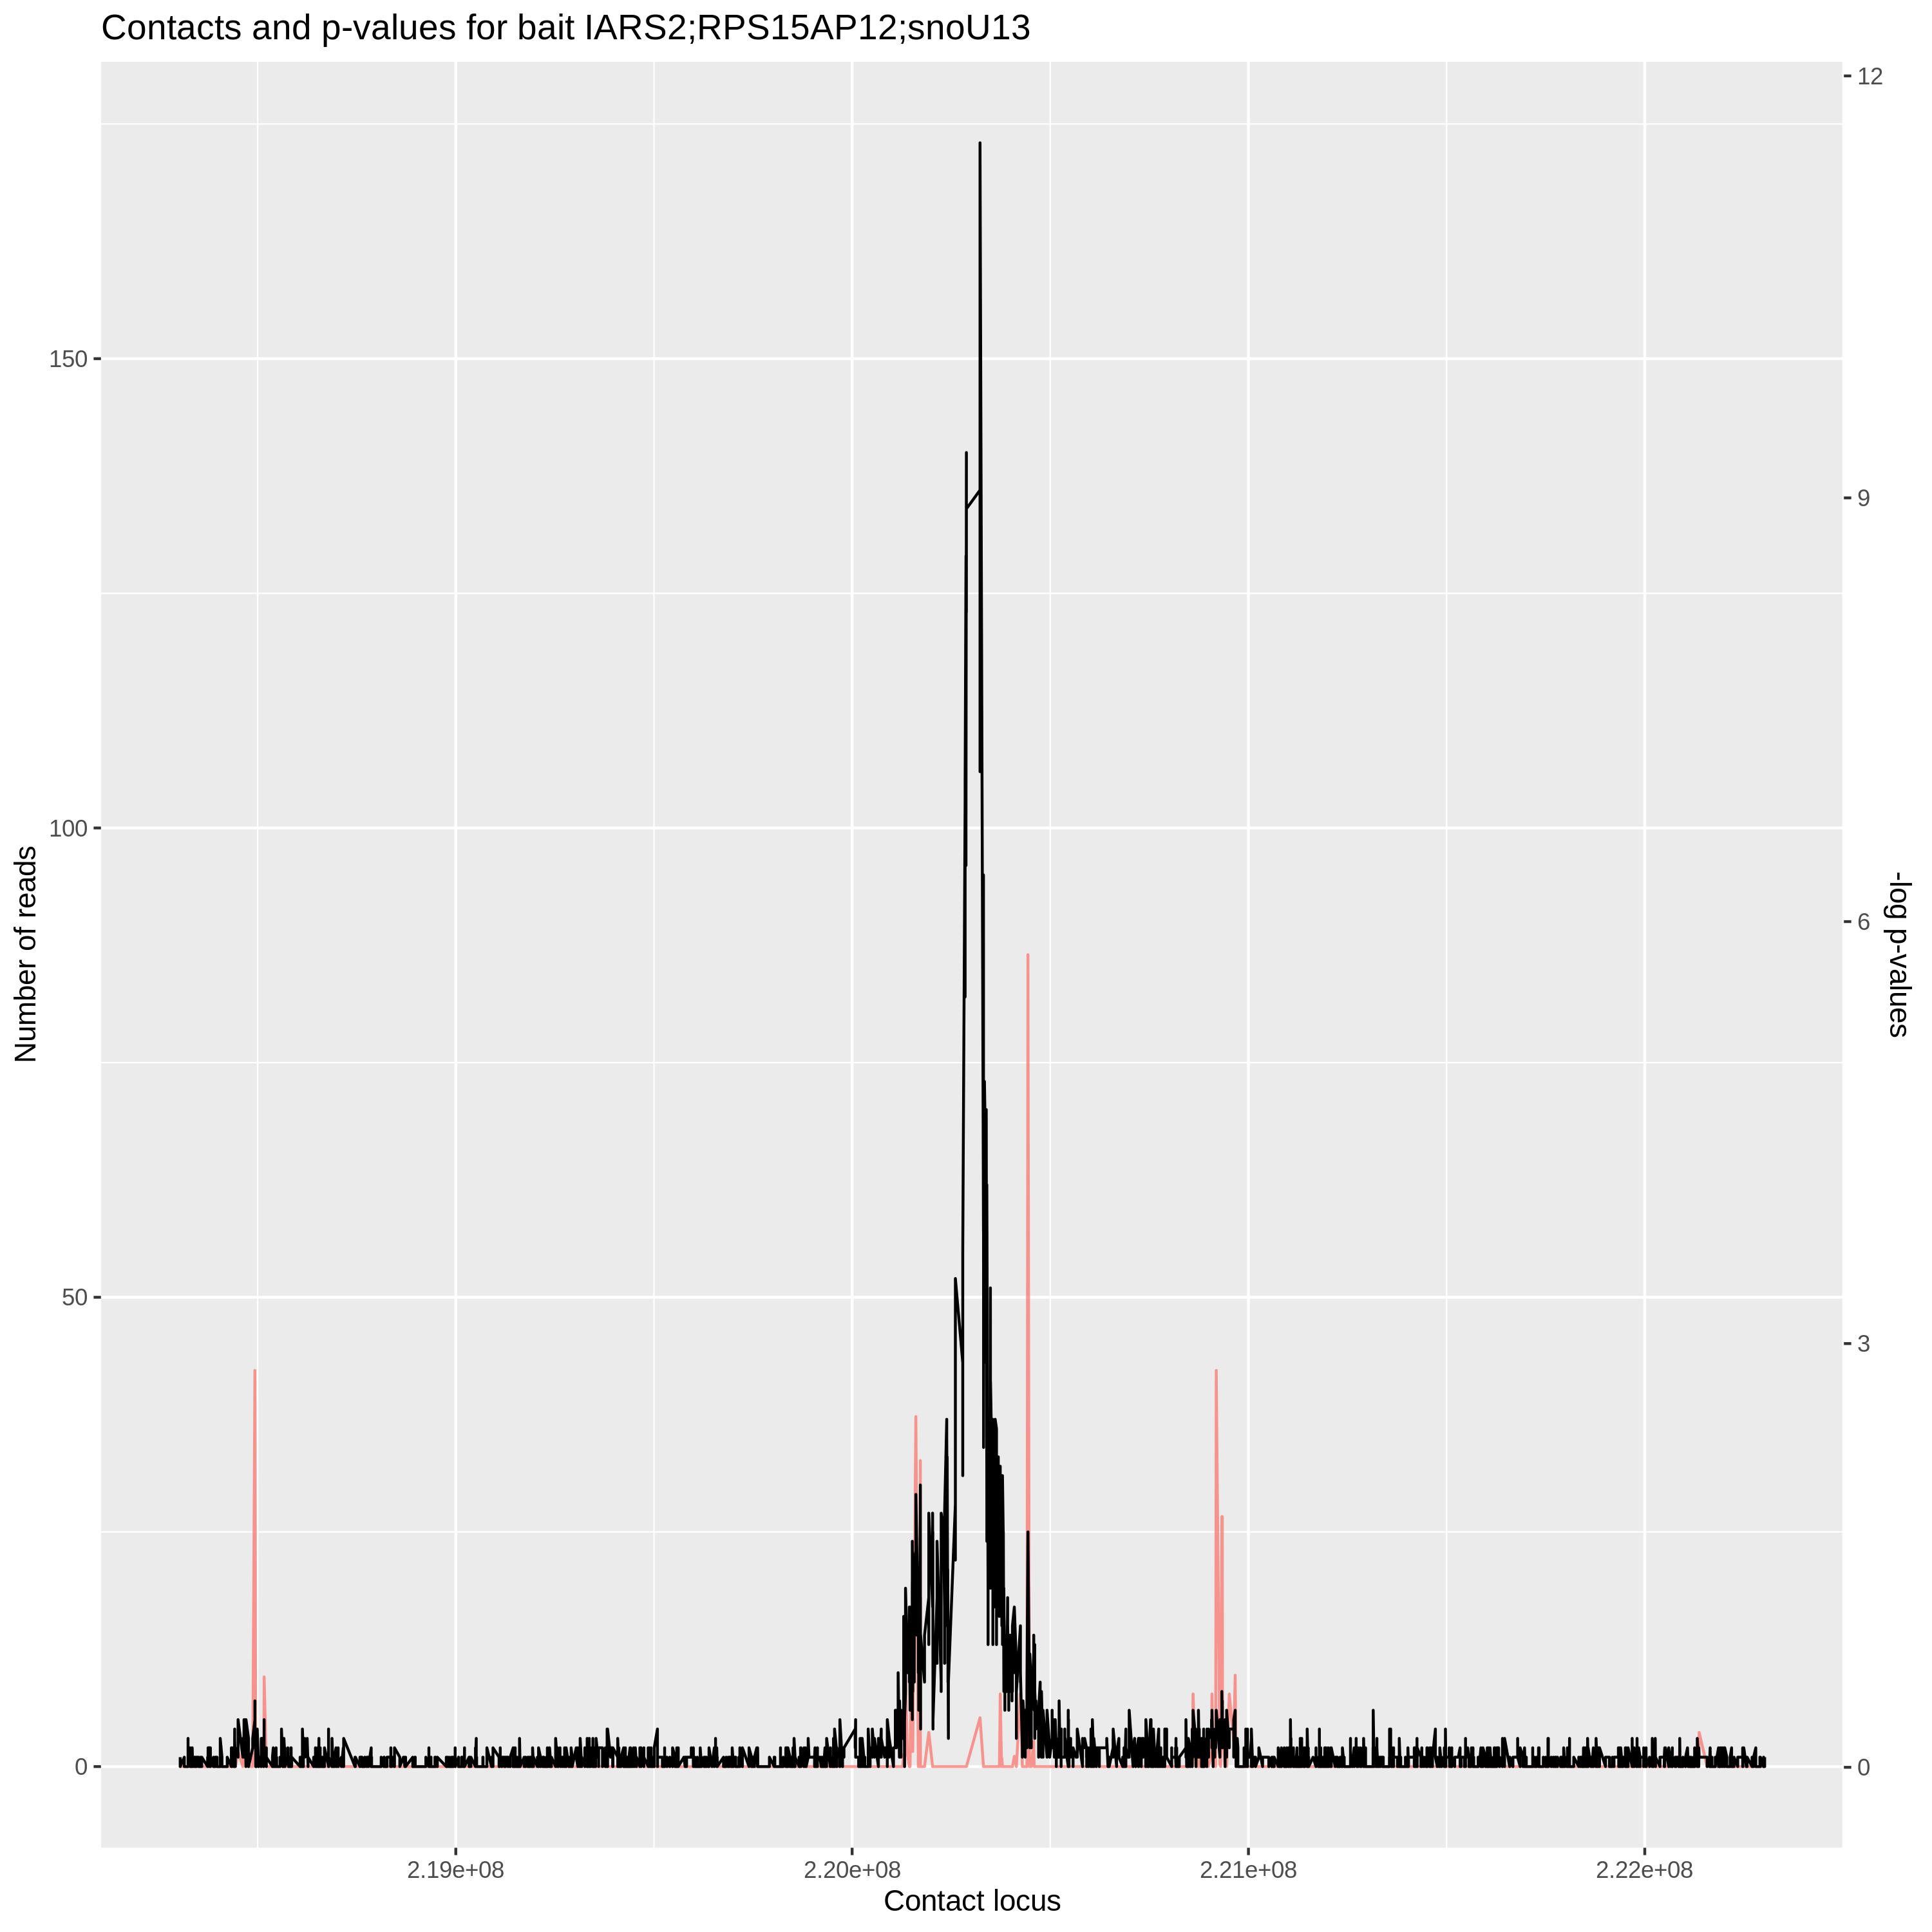 Contacts and p-values for bait IARS2;RPS15AP12;snoU13
Number of reads
150
100
50
0
12
9
6
3
0
-log p-values
2.19e+08
2.20e+08
2.21e+08
2.22e+08
Contact locus